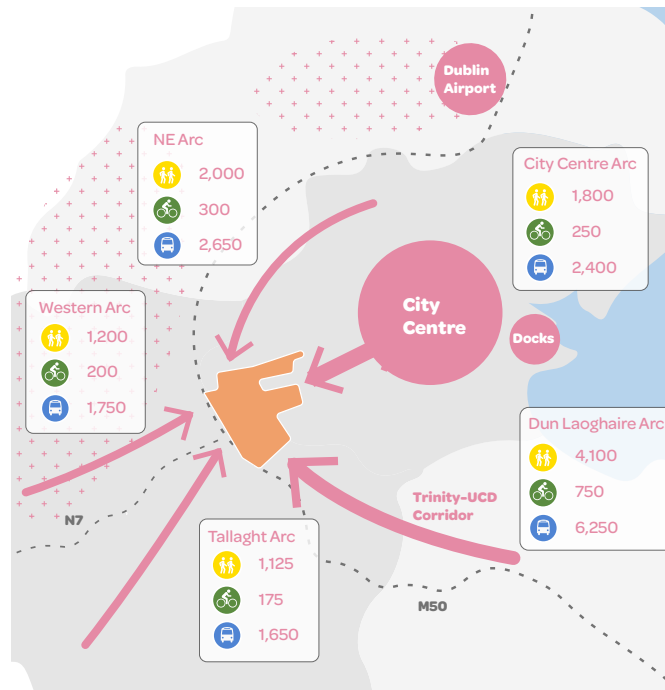 Dublin
Airport
NE Arc
2,000
300
2,650
City Centre Arc
1,800
250
2,400
City
Centre
Docks
Western Arc
1,200
200
1,750
Dun Laoghaire Arc
4,100
750
6,250
Trinity-UCD
Corridor
N7
Tallaght Arc
1,125
175
1,650
M50